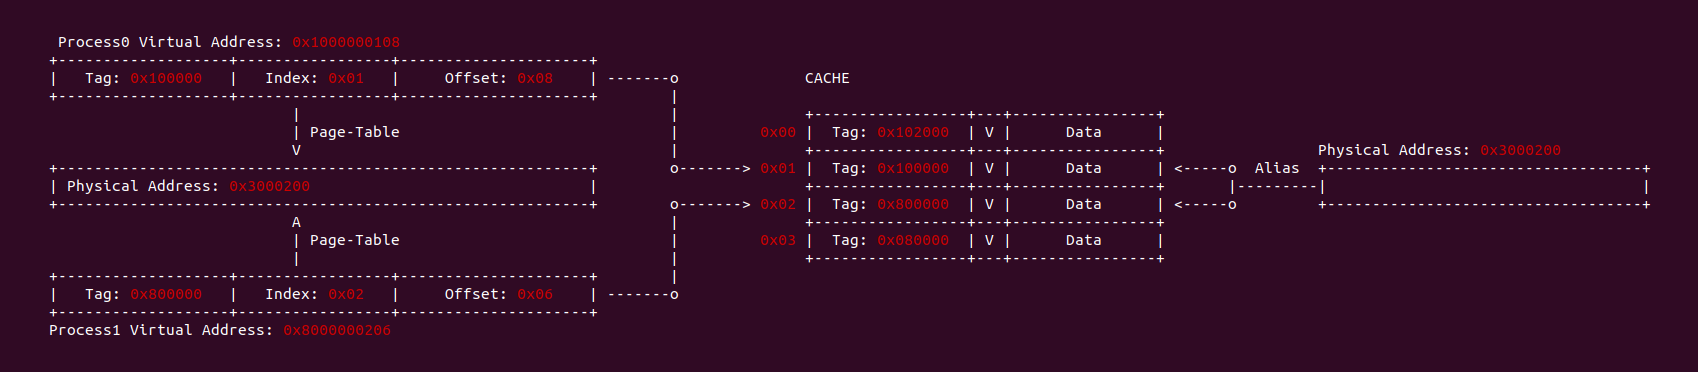 Process0 Virtual Address: 0x1000000108
Tag: 0x100000 | Index: 0x01 | Offset: 0x08
CACHE
Page-Table
0x00 | Tag: 0x102000 | V | Data
Physical Address: 0x3000200
0x01 | Tag: 0x100000 | V | Data
Alias
Physical Address: 0x3000200
0x02 | Tag: 0x800000 | V | Data
Page-Table
0x03 | Tag: 0x080000 | V | Data
Tag: 0x800000 | Index: 0x02 | Offset: 0x06
Process1 Virtual Address: 0x8000000206